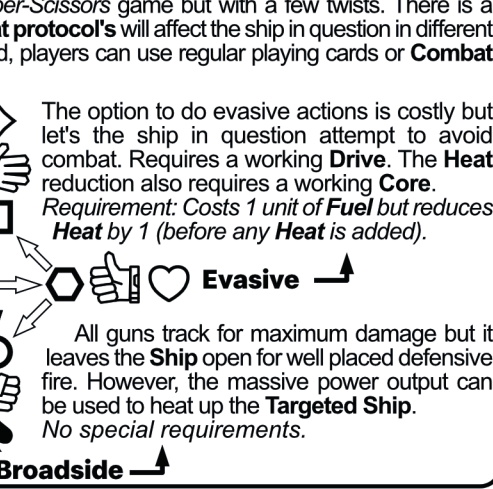 per-Scissors game but with a few twists. There is a
t protocol's will affect the ship in question in different
d, players can use regular playing cards or Combat
The option to do evasive actions is costly but
let's the ship in question attempt to avoid
combat. Requires a working Drive. The Heat
reduction also requires a working Core.
Requirement: Costs 1 unit of Fuel but reduces
Heat by 1 (before any Heat is added).
Evasive
All guns track for maximum damage but it
leaves the Ship open for well placed defensive
fire. However, the massive power output can
be used to heat up the Targeted Ship.
No special requirements.
Broadside